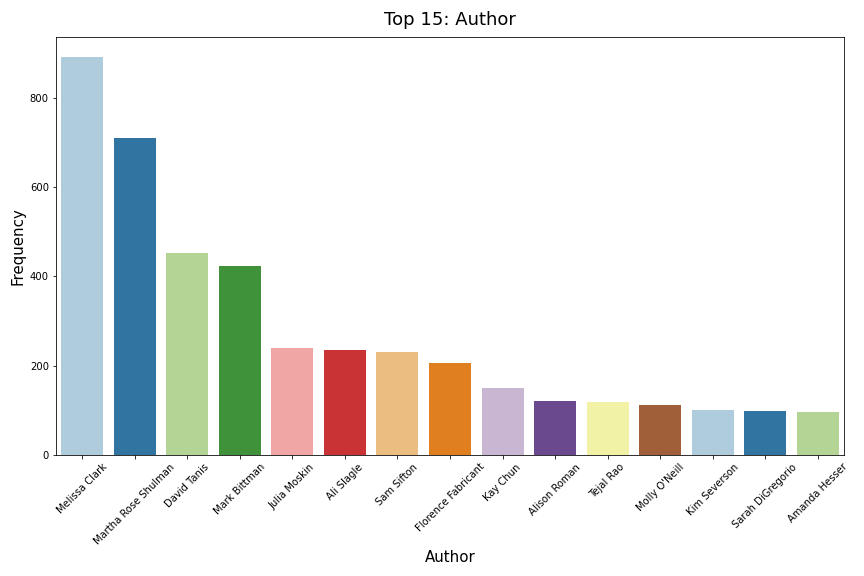 Top 15: Author
Frequency
800
600
400
200
0
Melissa Clark
Martha Rose Shulman
David Tanis
Mark Bittman
Julia Moskin
Ali Slagle
Sam Sifton
Florence Fabricant
Kay Chun
Alison Roman
Tejal Rao
Molly O'Neill
Kim Severson
Sarah DiGregorio
Amanda Hesser
Author